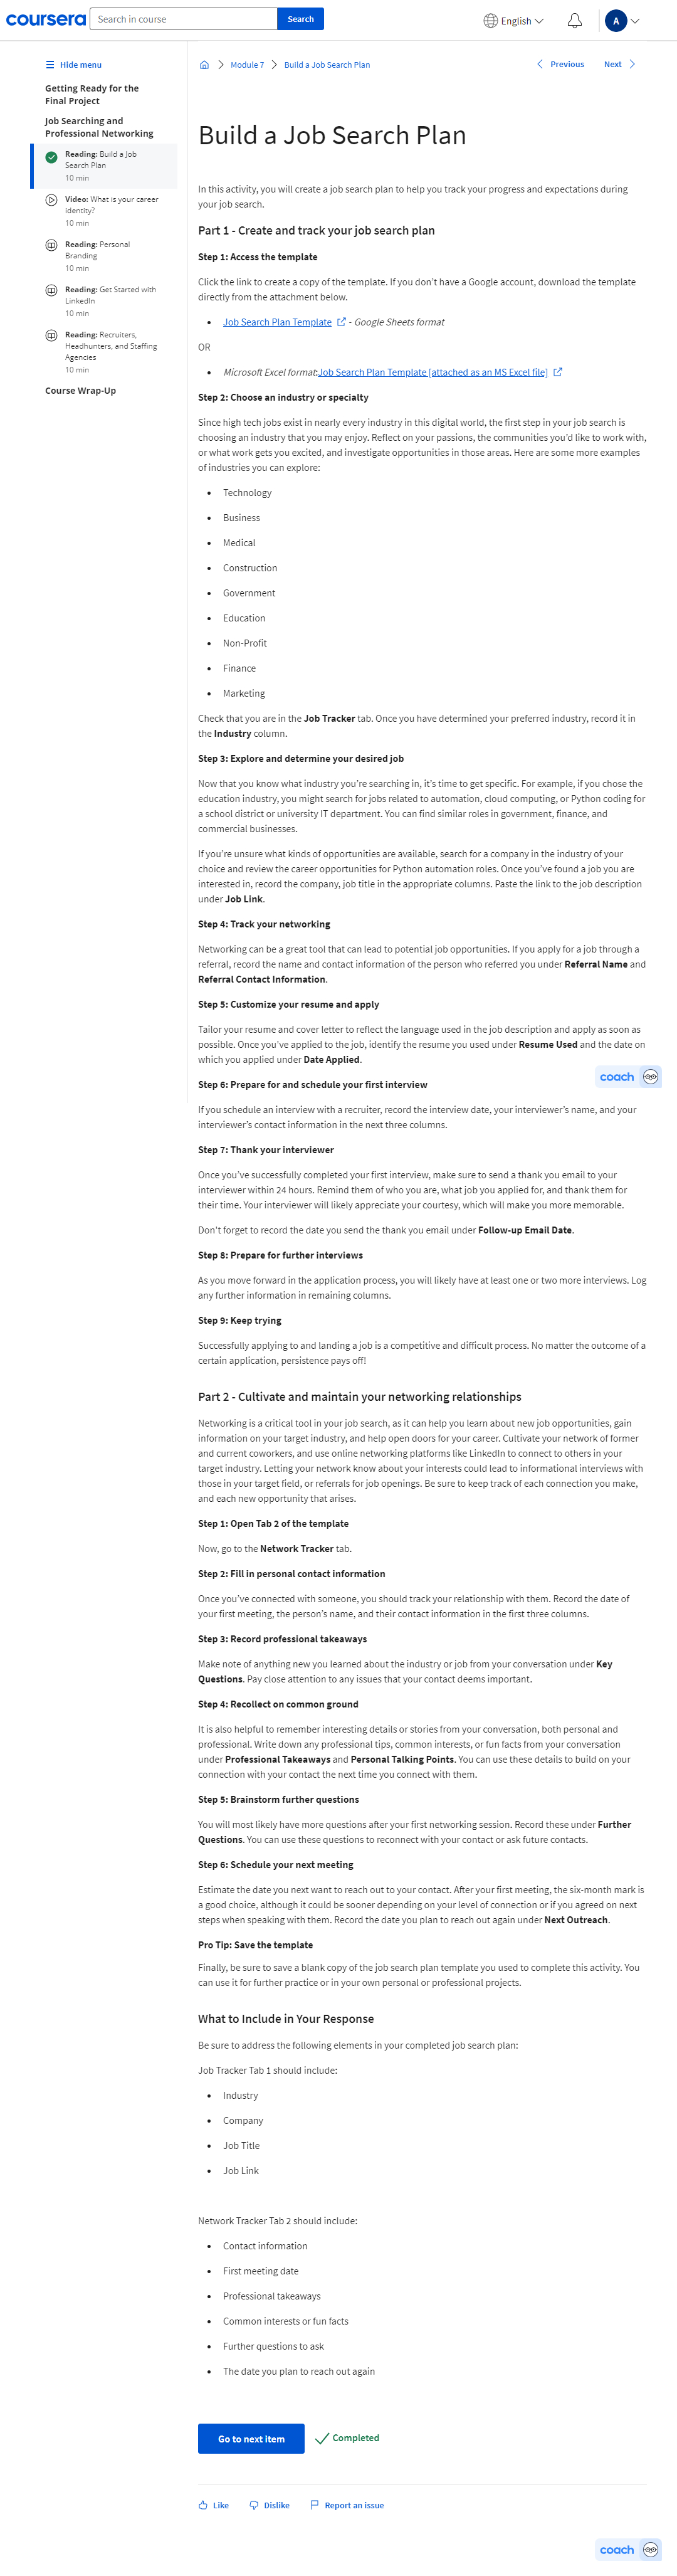 coursera
Search in course
Search
English
A
Hide menu
Module 7
Build a Job Search Plan
Previous
Next
Getting Ready for the
Final Project
Job Searching and
Professional Networking
Reading: Build a Job
Search Plan
10 min
Video: What is your career
identity?
10 min
Reading: Personal
Branding
10 min
Reading: Get Started with
LinkedIn
10 min
Reading: Recruiters,
Headhunters, and Staffing
Agencies
10 min
Course Wrap-Up
Build a Job Search Plan
In this activity, you will create a job search plan to help you track your progress and expectations during
your job search.
Part 1 - Create and track your job search plan
Step 1: Access the template
Click the link to create a copy of the template. If you don't have a Google account, download the template
directly from the attachment below.
Job Search Plan Template - Google Sheets format
OR
Microsoft Excel format:Job Search Plan Template [attached as an MS Excel file]
Step 2: Choose an industry or specialty
Since high tech jobs exist in nearly every industry in this digital world, the first step in your job search is
choosing an industry that you may enjoy. Reflect on your passions, the communities you'd like to work with,
or what work gets you excited, and investigate opportunities in those areas. Here are some more examples
of industries you can explore:
Technology
Business
Medical
Construction
Government
Education
Non-Profit
Finance
Marketing
Check that you are in the Job Tracker tab. Once you have determined your preferred industry, record it in
the Industry column.
Step 3: Explore and determine your desired job
Now that you know what industry you're searching in, it's time to get specific. For example, if you chose the
education industry, you might search for jobs related to automation, cloud computing, or Python coding for
a school district or university IT department. You can find similar roles in government, finance, and
commercial businesses.
If you're unsure what kinds of opportunities are available, search for a company in the industry of your
choice and review the career opportunities for Python automation roles. Once you've found a job you are
interested in, record the company, job title in the appropriate columns. Paste the link to the job description
under Job Link.
Step 4: Track your networking
Networking can be a great tool that can lead to potential job opportunities. If you apply for a job through a
referral, record the name and contact information of the person who referred you under Referral Name and
Referral Contact Information.
Step 5: Customize your resume and apply
Tailor your resume and cover letter to reflect the language used in the job description and apply as soon as
possible. Once you've applied to the job, identify the resume you used under Resume Used and the date on
which you applied under Date Applied.
coach
Step 6: Prepare for and schedule your first interview
If you schedule an interview with a recruiter, record the interview date, your interviewer's name, and your
interviewer's contact information in the next three columns.
Step 7: Thank your interviewer
Once you've successfully completed your first interview, make sure to send a thank you email to your
interviewer within 24 hours. Remind them of who you are, what job you applied for, and thank them for
their time. Your interviewer will likely appreciate your courtesy, which will make you more memorable.
Don't forget to record the date you send the thank you email under Follow-up Email Date.
Step 8: Prepare for further interviews
As you move forward in the application process, you will likely have at least one or two more interviews. Log
any further information in remaining columns.
Step 9: Keep trying
Successfully applying to and landing a job is a competitive and difficult process. No matter the outcome of a
certain application, persistence pays off!
Part 2 - Cultivate and maintain your networking relationships
Networking is a critical tool in your job search, as it can help you learn about new job opportunities, gain
information on your target industry, and help open doors for your career. Cultivate your network of former
and current coworkers, and use online networking platforms like LinkedIn to connect to others in your
target industry. Letting your network know about your interests could lead to informational interviews with
those in your target field, or referrals for job openings. Be sure to keep track of each connection you make,
and each new opportunity that arises.
Step 1: Open Tab 2 of the template
Now, go to the Network Tracker tab.
Step 2: Fill in personal contact information
Once you've connected with someone, you should track your relationship with them. Record the date of
your first meeting, the person's name, and their contact information in the first three columns.
Step 3: Record professional takeaways
Make note of anything new you learned about the industry or job from your conversation under Key
Questions. Pay close attention to any issues that your contact deems important.
Step 4: Recollect on common ground
It is also helpful to remember interesting details or stories from your conversation, both personal and
professional. Write down any professional tips, common interests, or fun facts from your conversation
under Professional Takeaways and Personal Talking Points. You can use these details to build on your
connection with your contact the next time you connect with them.
Step 5: Brainstorm further questions
You will most likely have more questions after your first networking session. Record these under Further
Questions. You can use these questions to reconnect with your contact or ask future contacts.
Step 6: Schedule your next meeting
Estimate the date you next want to reach out to your contact. After your first meeting, the six-month mark is
a good choice, although it could be sooner depending on your level of connection or if you agreed on next
steps when speaking with them. Record the date you plan to reach out again under Next Outreach.
Pro Tip: Save the template
Finally, be sure to save a blank copy of the job search plan template you used to complete this activity. You
can use it for further practice or in your own personal or professional projects.
What to Include in Your Response
Be sure to address the following elements in your completed job search plan:
Job Tracker Tab 1 should include:
Industry
Company
Job Title
Job Link
Network Tracker Tab 2 should include:
Contact information
First meeting date
Professional takeaways
Common interests or fun facts
Further questions to ask
The date you plan to reach out again
Go to next item
Completed
Like
Dislike
Report an issue
coach